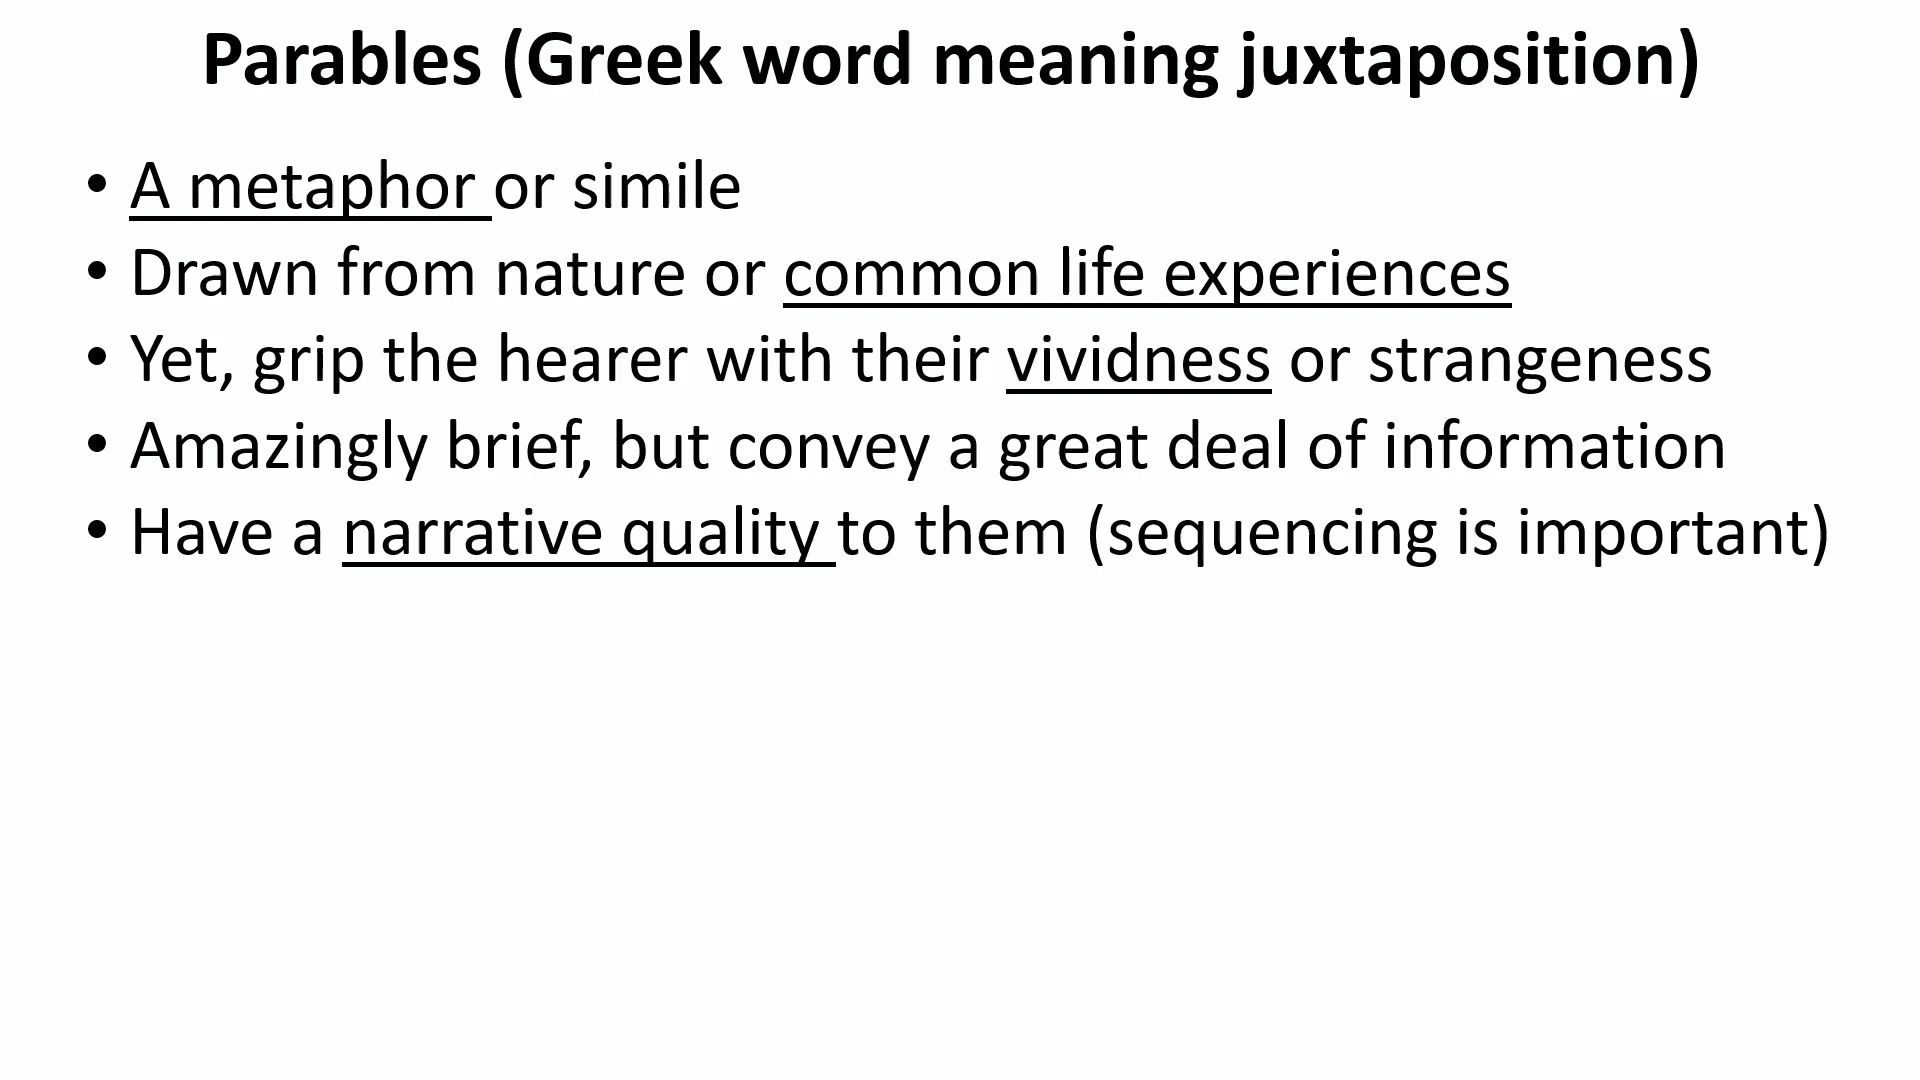 Parables (Greek word meaning juxtaposition)
• A metaphor or simile
• Drawn from nature or common life experiences
• Yet, grip the hearer with their vividness or strangeness
• Amazingly brief, but convey a great deal of information
• Have a narrative quality to them (sequencing is important)